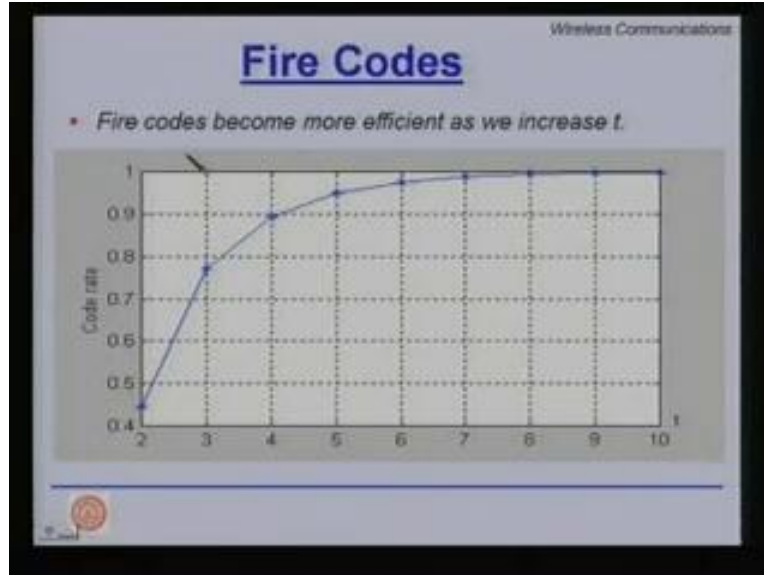 Wireless Communications
Fire Codes
• Fire codes become more efficient as we increase t.
1
0.9
0.8
0.7
0.6
0.5
0.4
Code rate
2 3 4 5 6 7 8 9 10
t